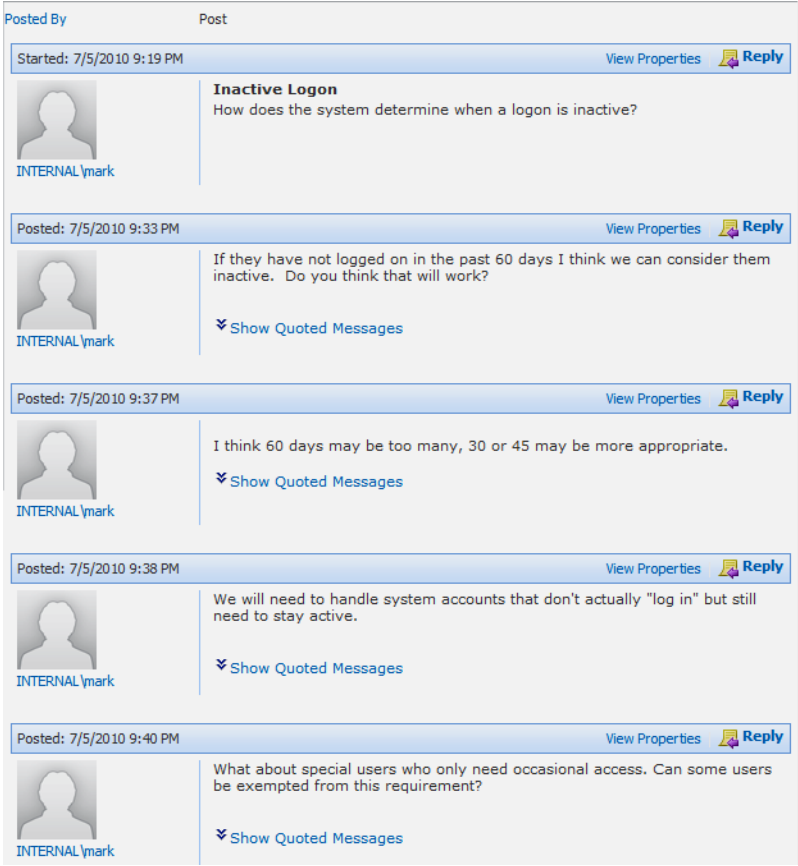 Posted By Post
Started: 7/5/2010 9:19 PM View Properties Reply
Inactive Logon
How does the system determine when a logon is inactive?
INTERNAL\mark
Posted: 7/5/2010 9:33 PM View Properties Reply
If they have not logged on in the past 60 days I think we can consider them
inactive.  Do you think that will work?
Show Quoted Messages
INTERNAL\mark
Posted: 7/5/2010 9:37 PM View Properties Reply
I think 60 days may be too many, 30 or 45 may be more appropriate.
Show Quoted Messages
INTERNAL\mark
Posted: 7/5/2010 9:38 PM View Properties Reply
We will need to handle system accounts that don't actually "log in" but still
need to stay active.
Show Quoted Messages
INTERNAL\mark
Posted: 7/5/2010 9:40 PM View Properties Reply
What about special users who only need occasional access. Can some users
be exempted from this requirement?
Show Quoted Messages
INTERNAL\mark